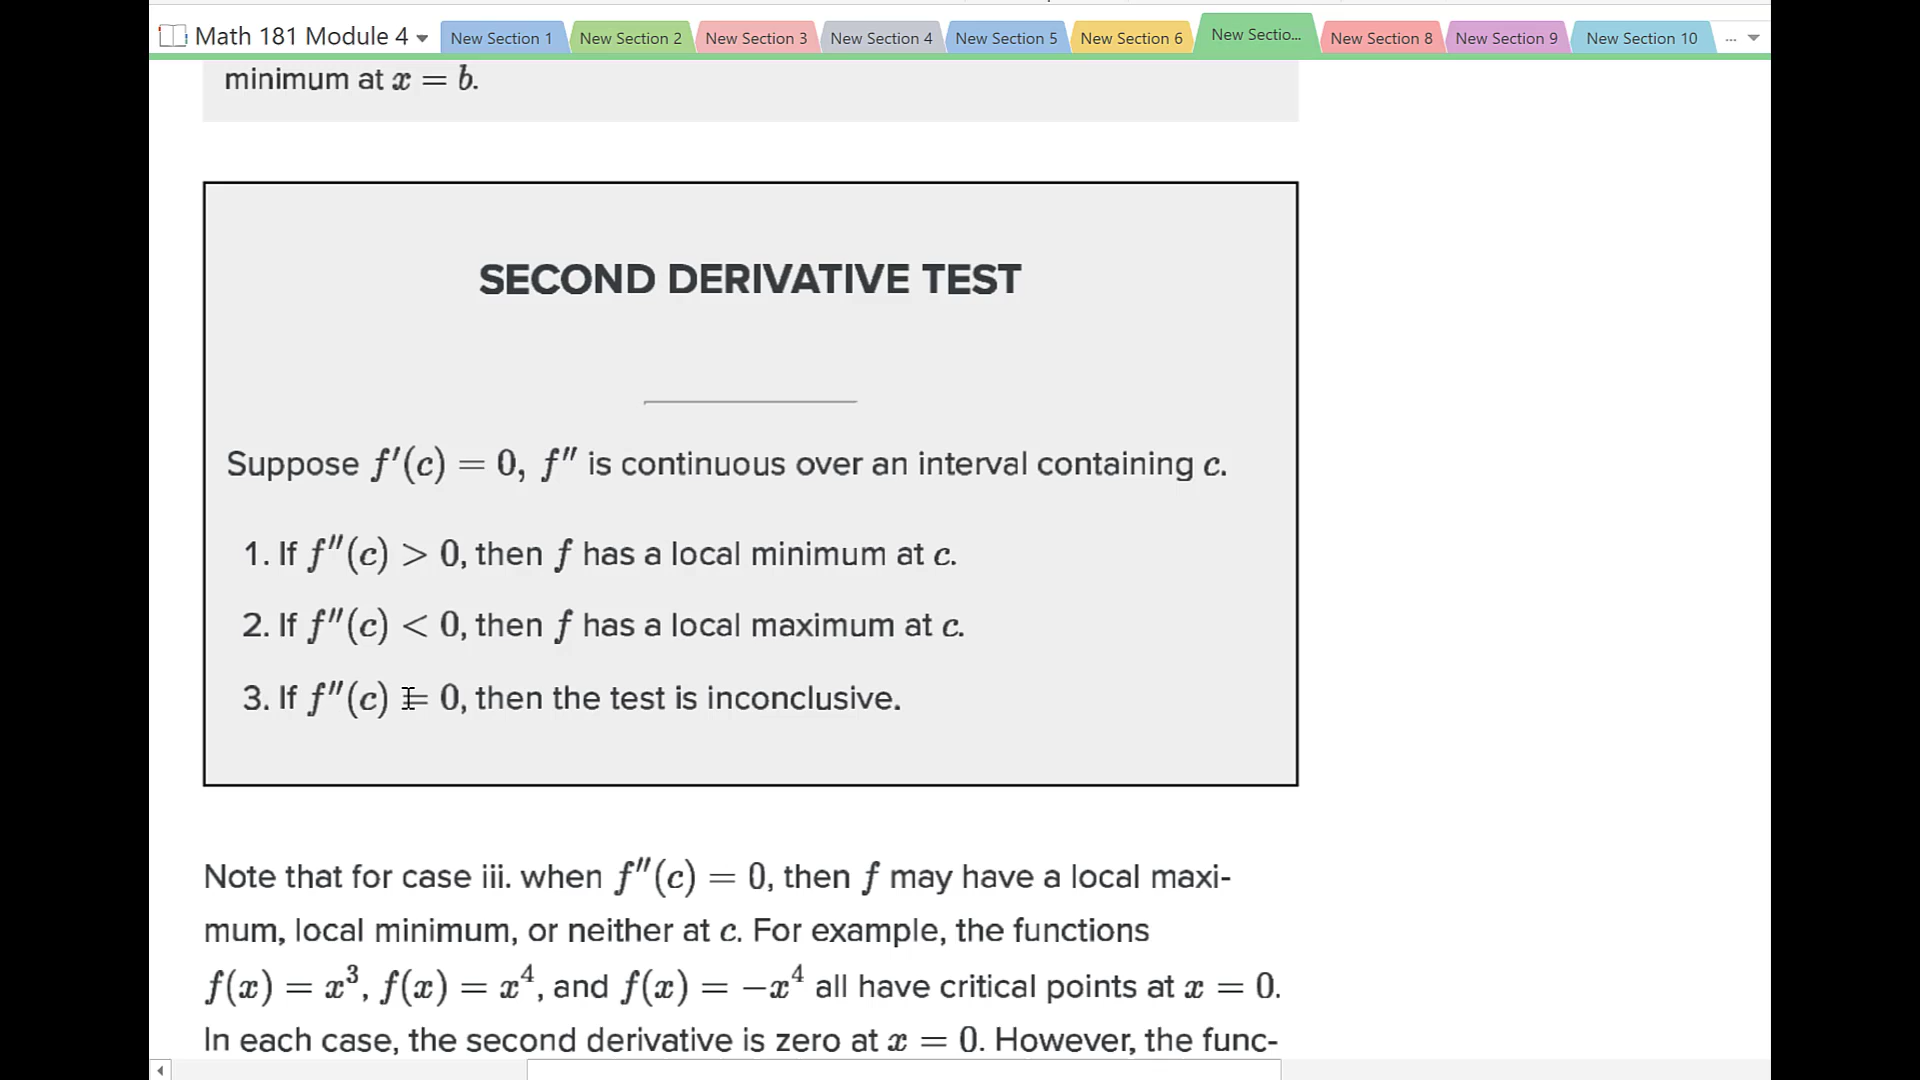 Math 181 Module 4
New Section 1
New Section 2
New Section 3
New Section 4
New Section 5
New Section 6
New Sectio...
New Section 8
New Section 9
New Section 10
...
minimum at x = b.
SECOND DERIVATIVE TEST
Suppose f′(c) = 0, f″ is continuous over an interval containing c.
1. If f″(c) > 0, then f has a local minimum at c.
2. If f″(c) < 0, then f has a local maximum at c.
3. If f″(c) = 0, then the test is inconclusive.
Note that for case iii. when f″(c) = 0, then f may have a local maxi-
mum, local minimum, or neither at c. For example, the functions
f(x) = x³, f(x) = x⁴, and f(x) = −x⁴ all have critical points at x = 0.
In each case, the second derivative is zero at x = 0. However, the func-